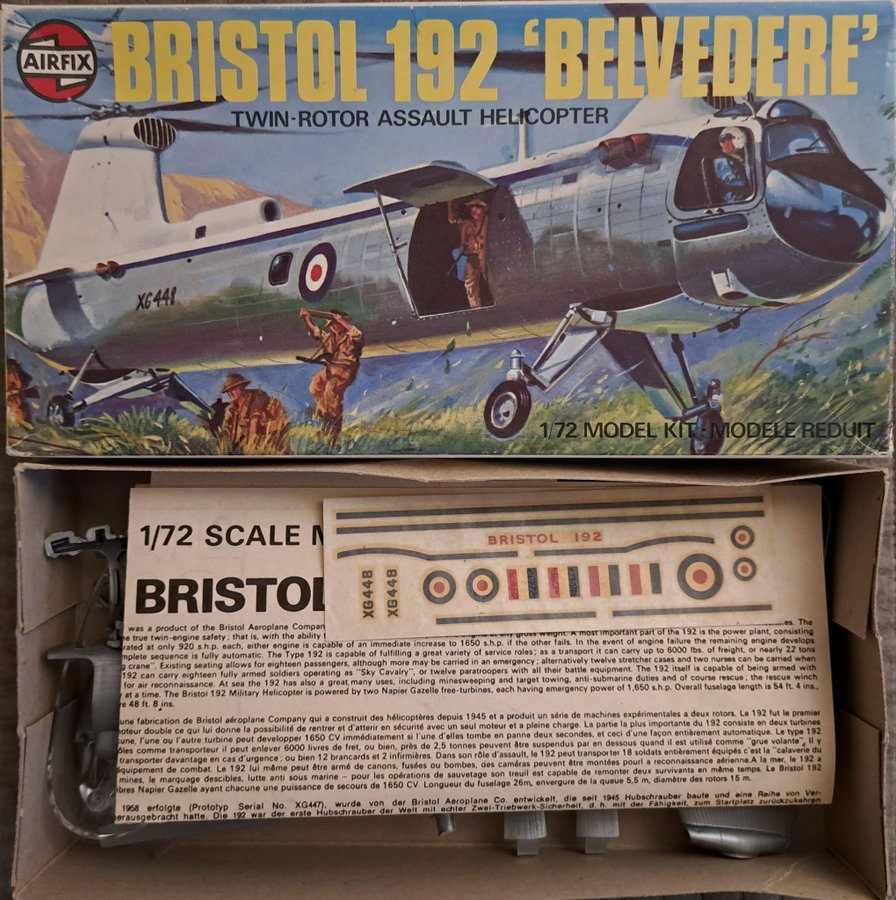 AIRFIX
BRISTOL 192 'BELVEDERE'
TWIN-ROTOR ASSAULT HELICOPTER
XG448
1/72 MODEL KIT·MODELE REDUIT
1/72 SCALE
BRISTOL
BRISTOL 192
XG448
XG448
was a product of the Bristol Aeroplane Compan
true twin-engine safety; that is, with the ability
any gross weight. A most important part of the 192 is the power plant, consisting
rated at only 920 s.h.p. each, either engine is capable of an immediate increase to 1650 s.h.p. if the other fails. In the event of engine failure the remaining engine develops
mplete sequence is fully automatic. The Type 192 is capable of fulfilling a great variety of service roles; as a transport it can carry up to 6000 lbs. of freight, or nearly 22 tons
g crane". Existing seating allows for eighteen passengers, although more may be carried in an emergency; alternatively twelve stretcher cases and two nurses can be carried when
192 can carry eighteen fully armed soldiers operating as "Sky Cavalry", or twelve paratroopers with all their battle equipment. The 192 itself is capable of being armed with
for air reconnaissance. At sea the 192 has also a great many uses, including minesweeping and target towing, anti-submarine duties and of course rescue, the rescue winch
at a time. The Bristol 192 Military Helicopter is powered by two Napier Gazelle free-turbines, each having emergency power of 1,650 s.h.p. Overall fuselage length is 54 ft. 4 ins.,
re 48 ft. 8 ins.
une fabrication de Bristol aéroplane Company qui a construit des hélicoptères depuis 1945 et a produit un série de machines expérimentales a deux rotors. Le 192 fut le premier
moteur double ce qui lui donne la possibilité de rentrer et d'atterrir en sécurité avec un seul moteur et a pleine charge. La partie la plus importante du 192 consiste en deux turbines
cune, l'une ou l'autre turbine peut developper 1650 CV immediatement si l'une d'elles tombe en panne deux secondes, et ceci d'une façon entièrement automatique. Le type 192
ôles comme transporteur il peut enlever 6000 livres de fret, ou bien, près de 2,5 tonnes peuvent être suspendus par en dessous quand il est utilisé comme "grue volante", Il y
transporter davantage en cas d'urgence; ou bien 12 brancards et 2 infirmières. Dans son rôle d'assault, le 192 peut transporter 18 soldats entièrement équipés c est la "calaverie du
équipement de combat. Le 192 lui même peut être armé de canons, fusées ou bombes, des caméras peuvent être montées pourl a reconnaissance aérienne.A la mer, le 192 a
mines, le marquage descibles, lutte anti sous marine – pour les opérations de sauvetage son treuil est capable de remonter deux survivants en même temps. Le Bristol 192
bres Napier Gazelle ayant chacune une puissance de secours de 1650 CV. Longueur du fuselage 26m, envergure de la queue 5,5 m, diamètre des rotors 15 m.
1958 erfolgte (Prototyp Serial No. XG447), wurde von der Bristol Aeroplane Co. entwickelt, die seit 1945 Hubschrauber baute und eine Reihe von Ver-
herausgebracht hatte. Die 192 war der erste Hubschrauber der Welt mit echter Zwei-Triebwerk-Sicherheit, d. h. mit der Fähigkeit, zum Startplatz zurückzukehren